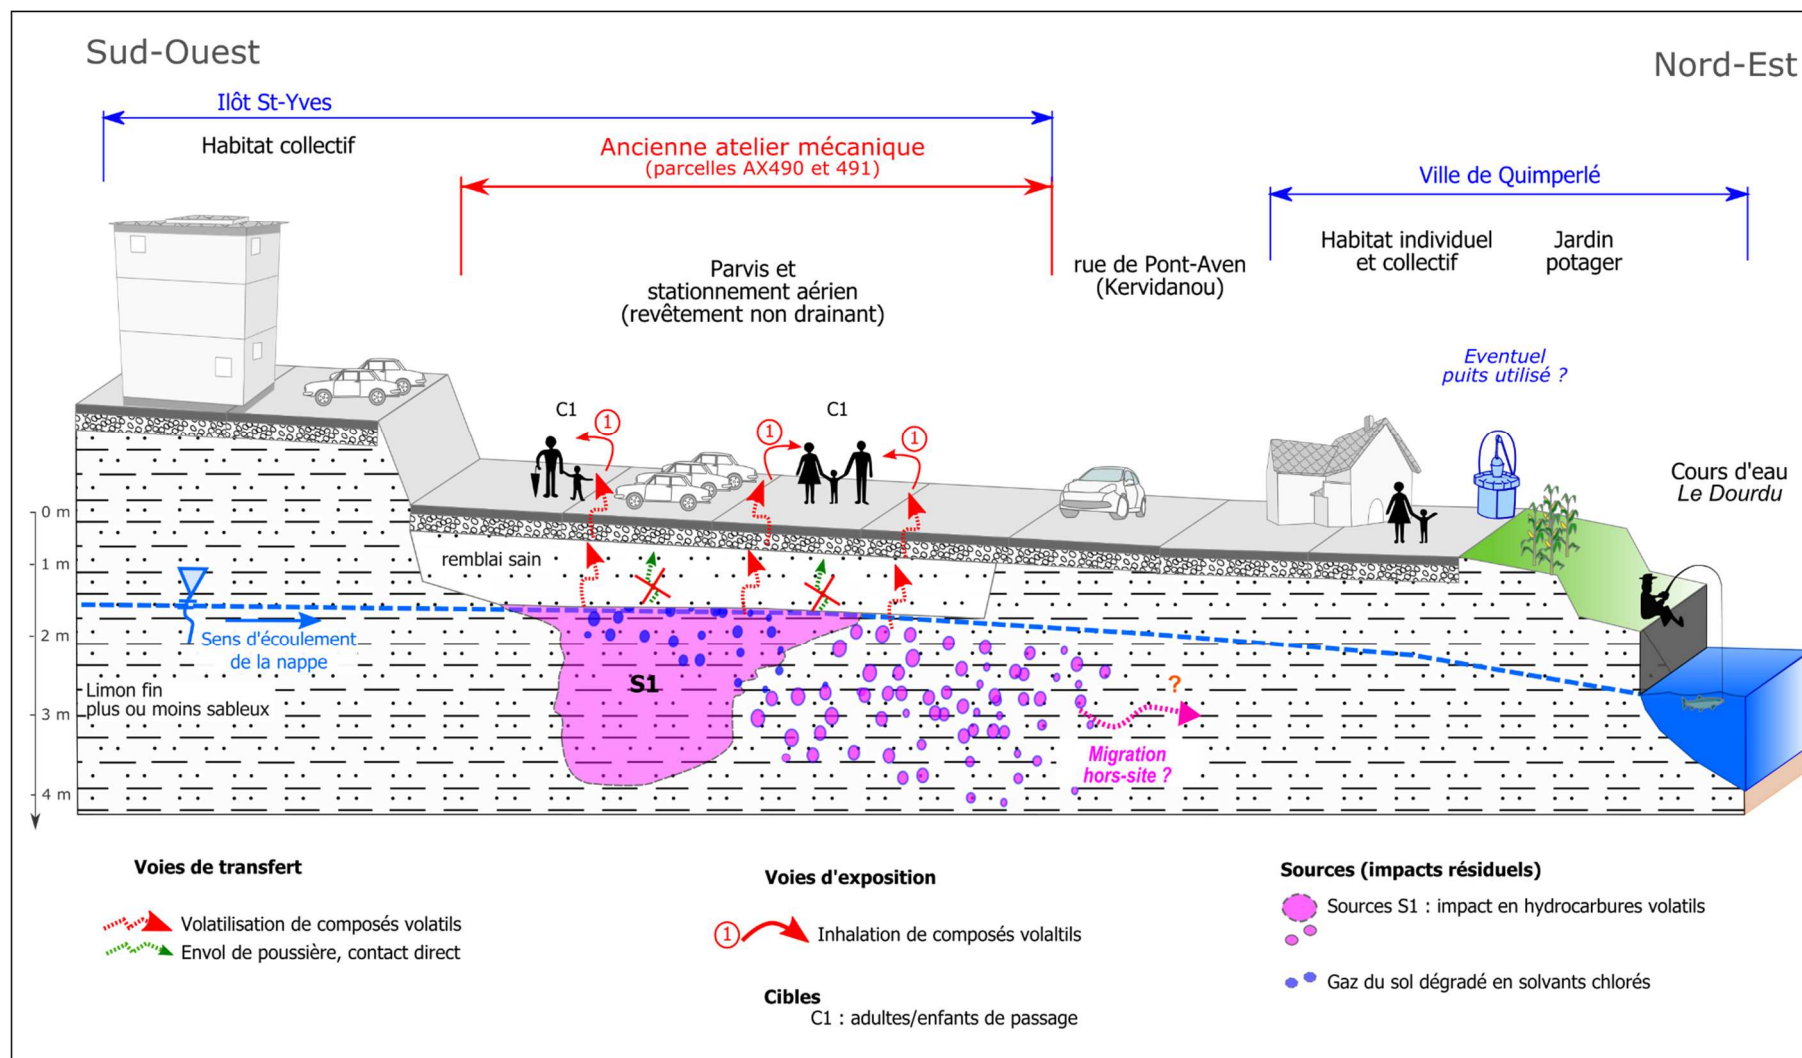 Sud-Ouest
Nord-Est
Ilôt St-Yves
Habitat collectif
Ancienne atelier mécanique
(parcelles AX490 et 491)
Ville de Quimperlé
Parvis et
stationnement aérien
(revêtement non drainant)
rue de Pont-Aven
(Kervidanou)
Habitat individuel
et collectif
Jardin
potager
Eventuel
puits utilisé ?
C1
1
1
C1
1
Cours d'eau
Le Dourdu
0 m
1 m
2 m
3 m
4 m
remblai sain
Sens d'écoulement
de la nappe
S1
Limon fin
plus ou moins sableux
?
Migration
hors-site ?
Voies de transfert
Volatilisation de composés volatils
Envol de poussière, contact direct
Voies d'exposition
1
Inhalation de composés volaltils
Cibles
C1 : adultes/enfants de passage
Sources (impacts résiduels)
Sources S1 : impact en hydrocarbures volatils
Gaz du sol dégradé en solvants chlorés